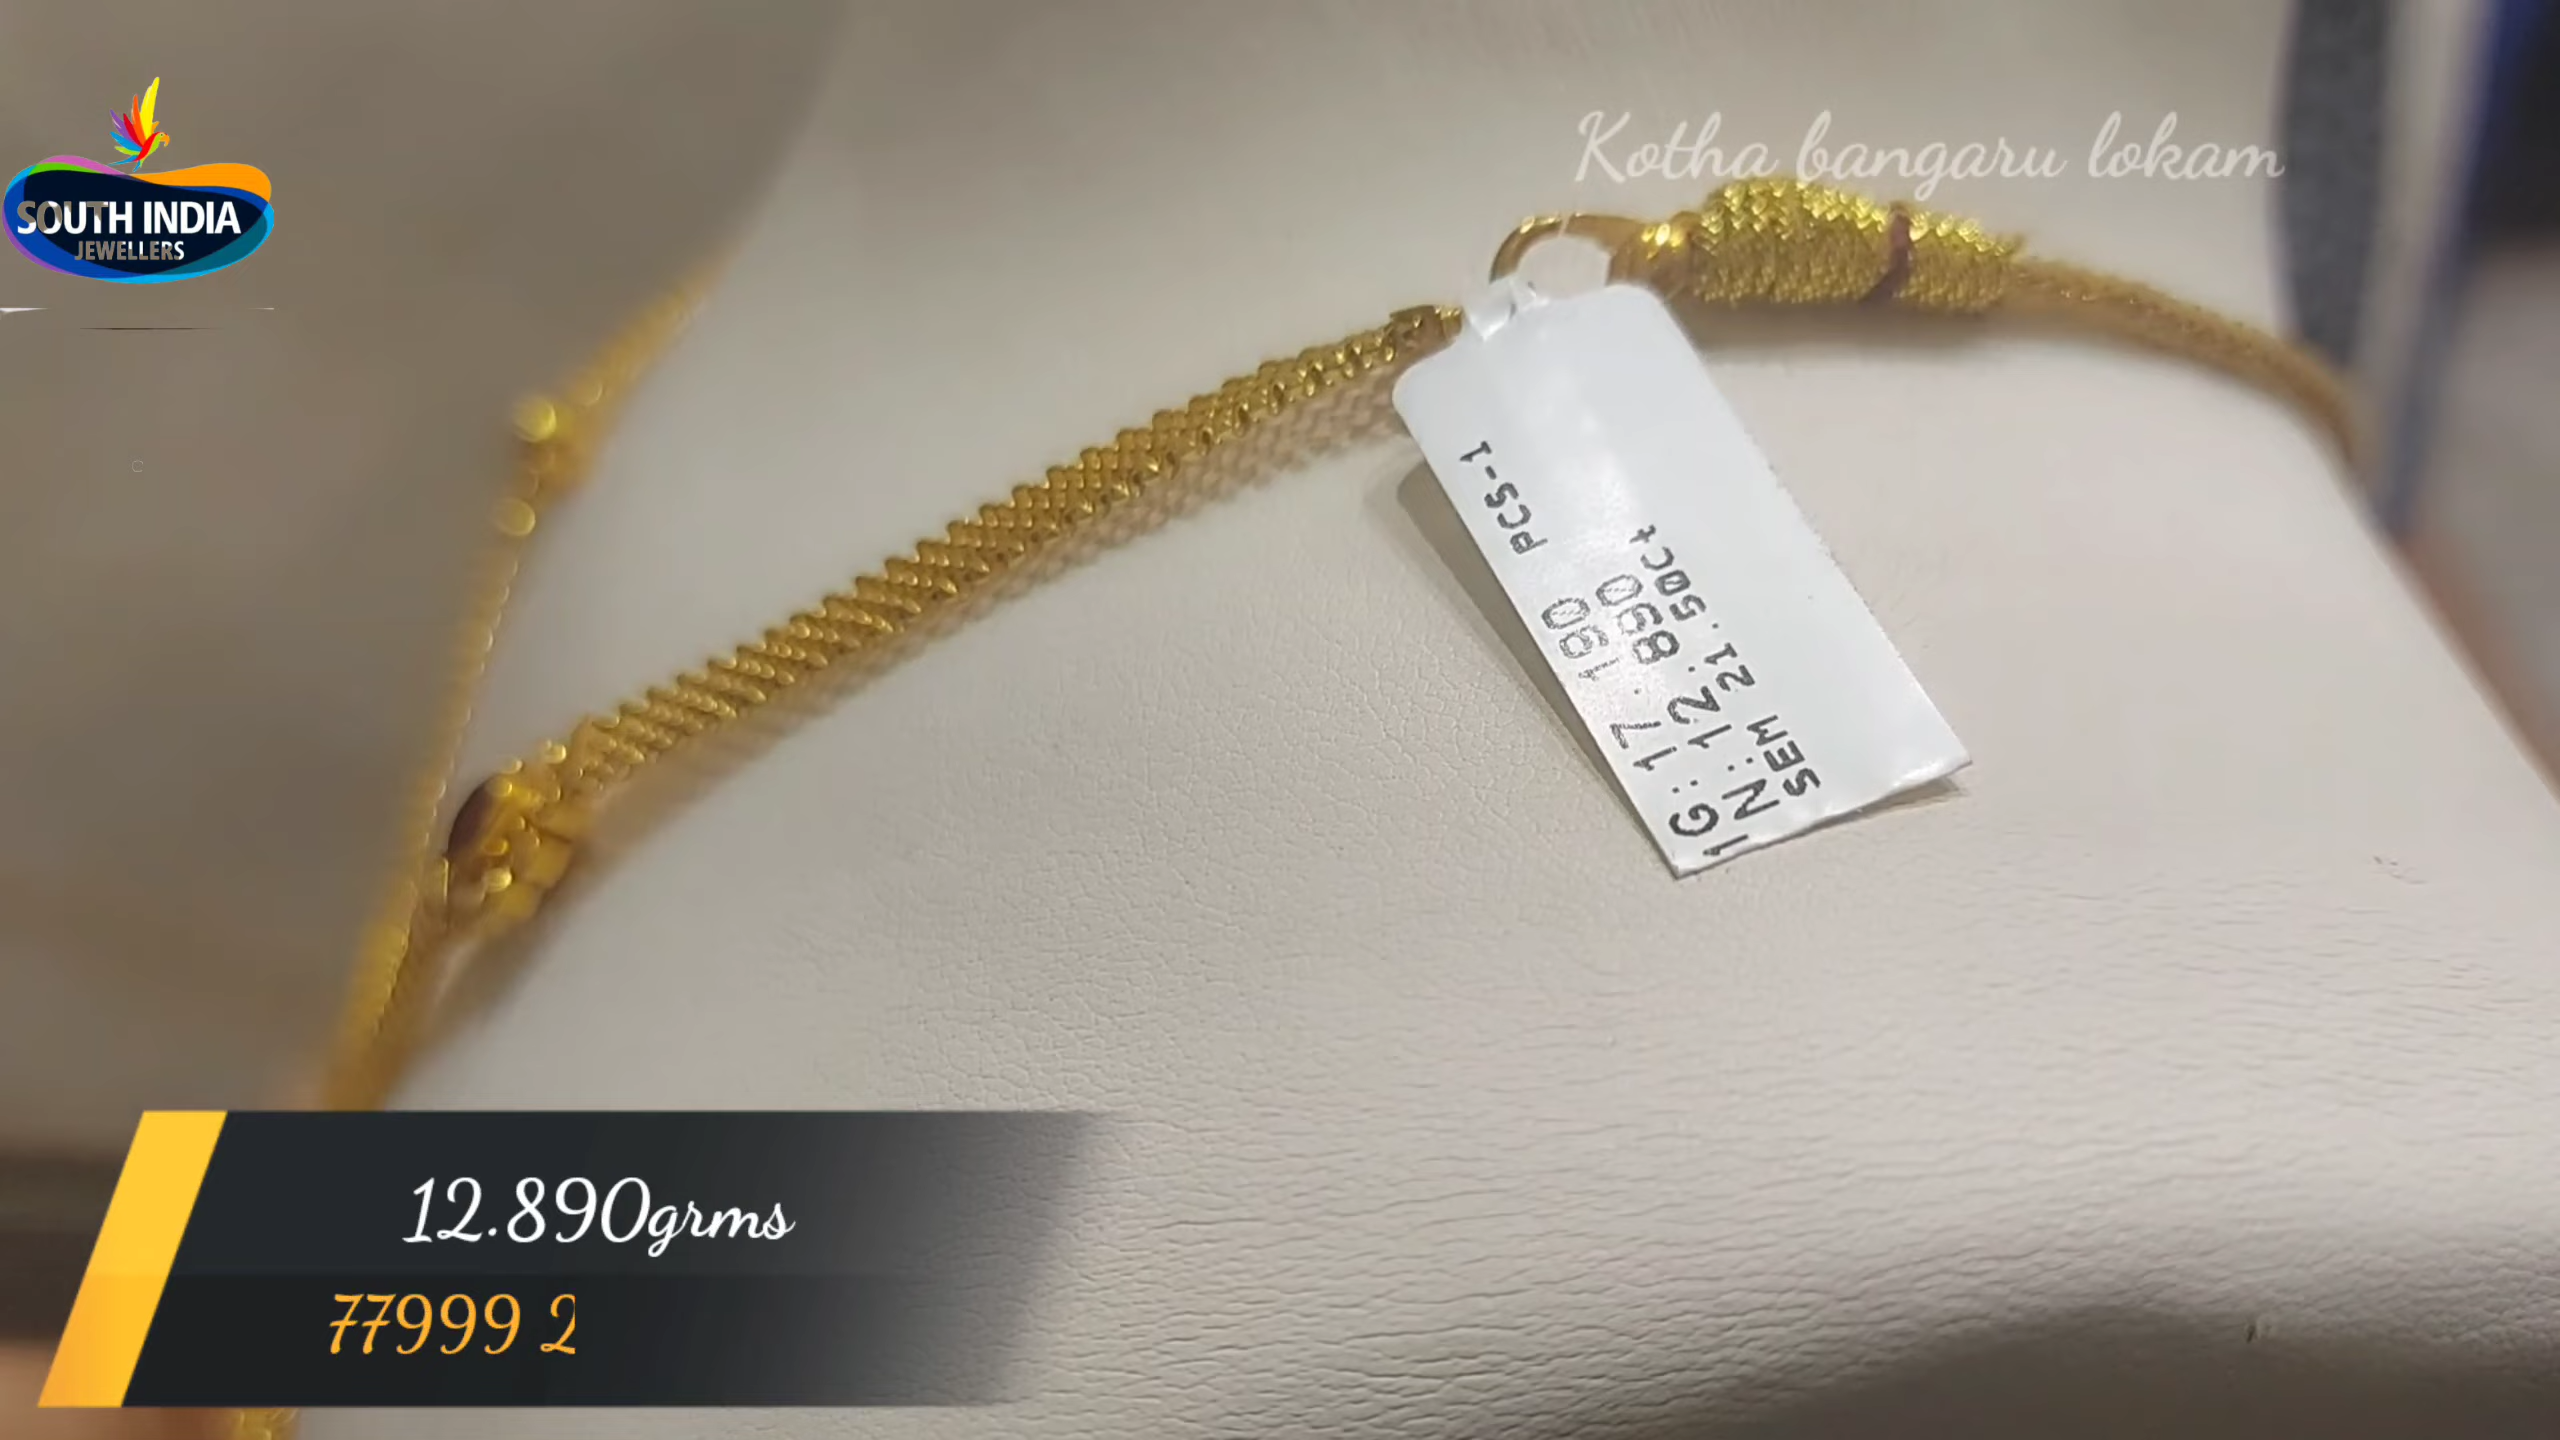 SOUTH INDIA
JEWELLERS
Kotha bangaru lokam
PCS-1
G: 17.180
N: 12.890
SEM 21.50Ct
12.890grms
77999 2